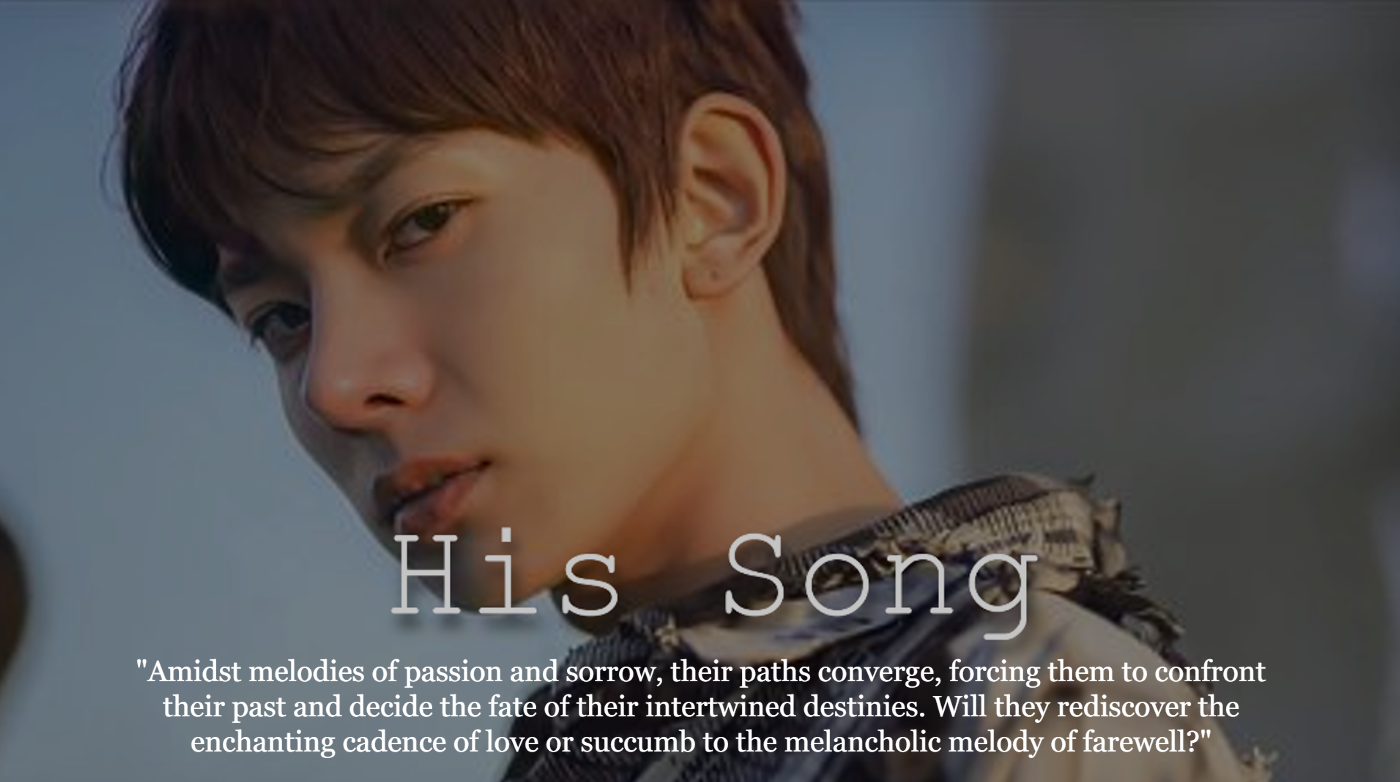 His Song
"Amidst melodies of passion and sorrow, their paths converge, forcing them to confront
their past and decide the fate of their intertwined destinies. Will they rediscover the
enchanting cadence of love or succumb to the melancholic melody of farewell?"